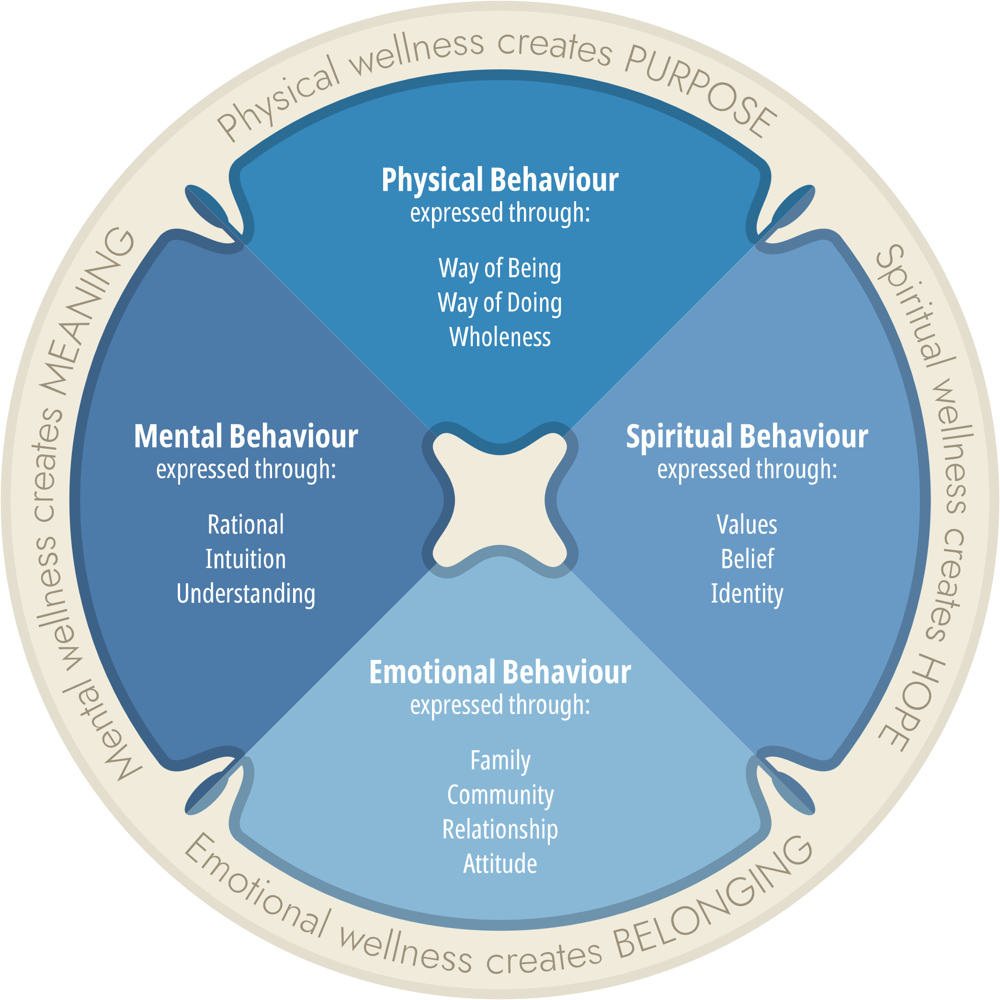 Physical wellness creates PURPOSE
Physical Behaviour
expressed through:
Way of Being
Way of Doing
Wholeness
Spiritual wellness creates HOPE
Spiritual Behaviour
expressed through:
Values
Belief
Identity
Emotional Behaviour
expressed through:
Family
Community
Relationship
Attitude
Emotional wellness creates BELONGING
Mental Behaviour
expressed through:
Rational
Intuition
Understanding
Mental wellness creates MEANING